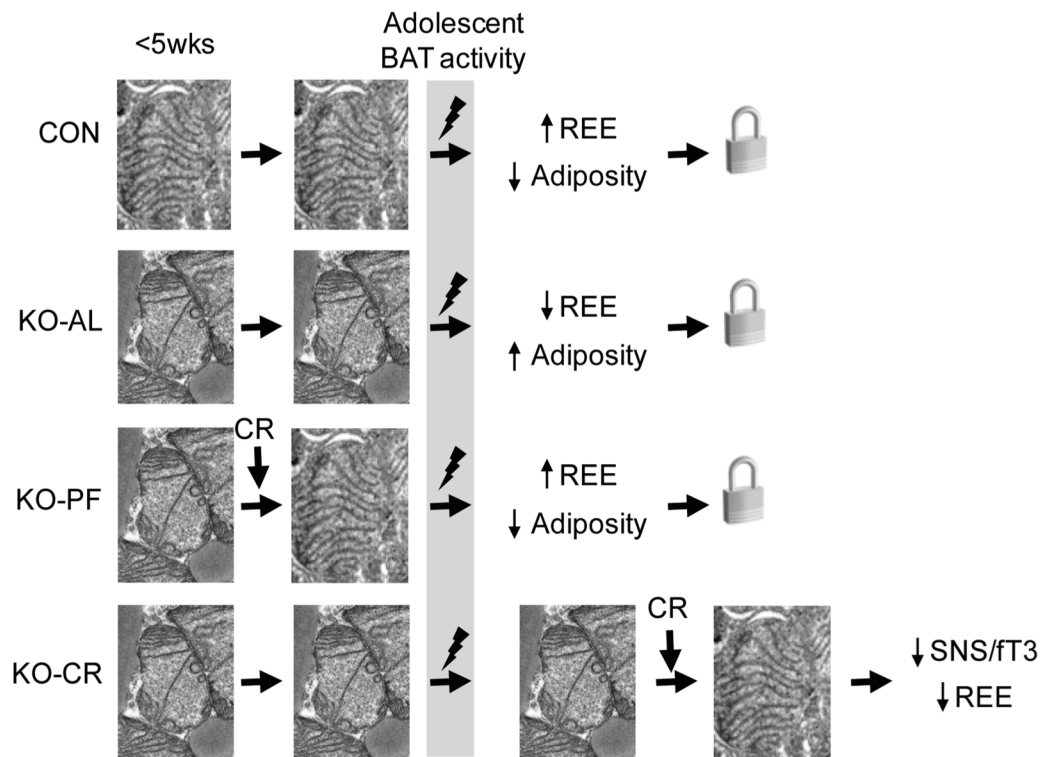 <5wks
Adolescent
BAT activity
CON
↑ REE
↓ Adiposity
KO-AL
↓ REE
↑ Adiposity
CR
KO-PF
↑ REE
↓ Adiposity
KO-CR
CR
↓ SNS/fT3
↓ REE